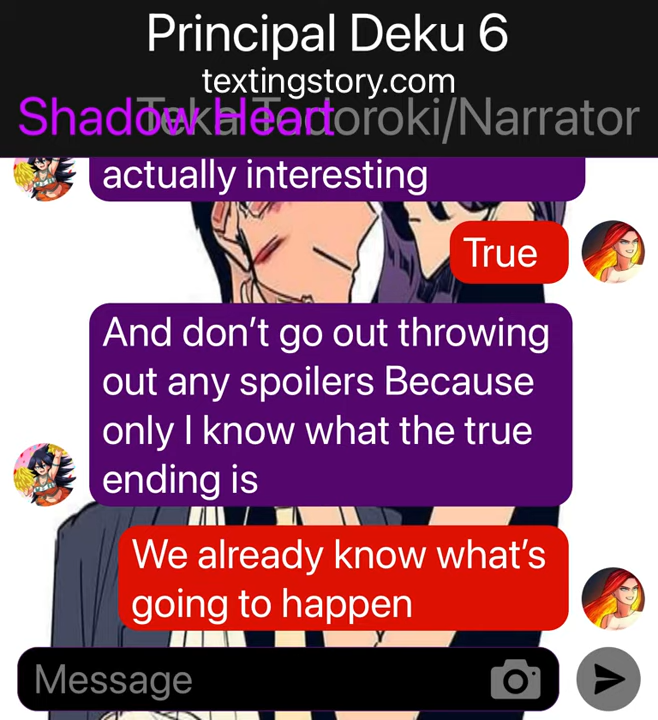 Principal Deku 6
textingstory.com
Shadow Heart
Teka Todoroki/Narrator
actually interesting
True
And don’t go out throwing
out any spoilers Because
only I know what the true
ending is
We already know what’s
going to happen
Message